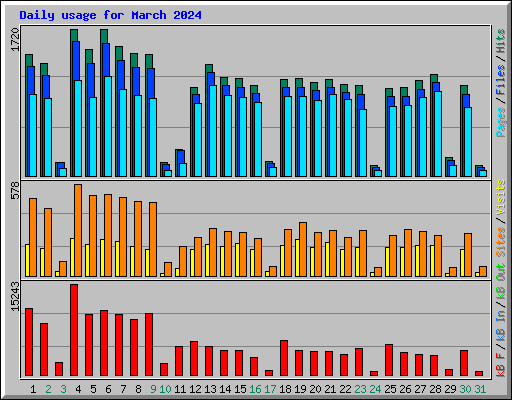 Daily usage for March 2024
1720
Pages / Files / Hits
578
Sites / Visits
15243
kB F / kB In / kB Out
1 2 3 4 5 6 7 8 9 10 11 12 13 14 15 16 17 18 19 20 21 22 23 24 25 26 27 28 29 30 31